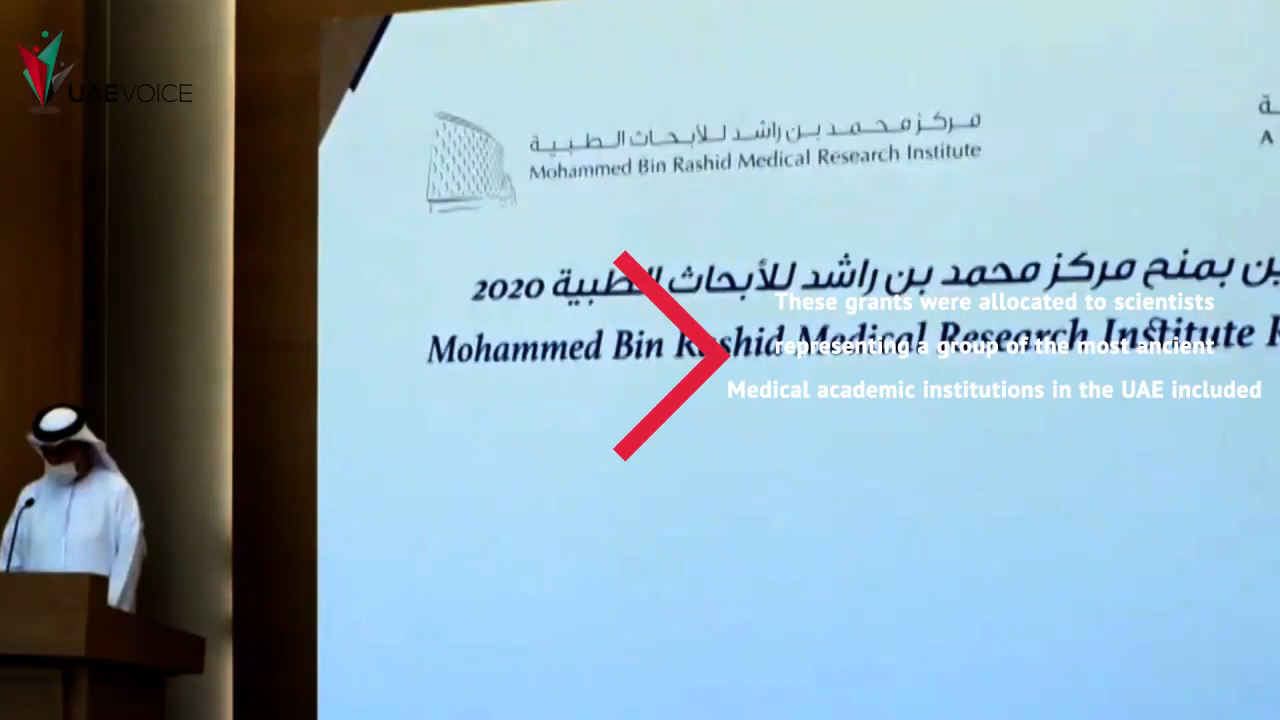 UAEVOICE
مركز محمد بن راشد للأبحاث الطبية
Mohammed Bin Rashid Medical Research Institute
A
ين بمنح مركز محمد بن راشد للأبحاث الطبية 2020
Mohammed Bin Rashid Medical Research Institute
These grants were allocated to scientists
representing a group of the most ancient
Medical academic institutions in the UAE included